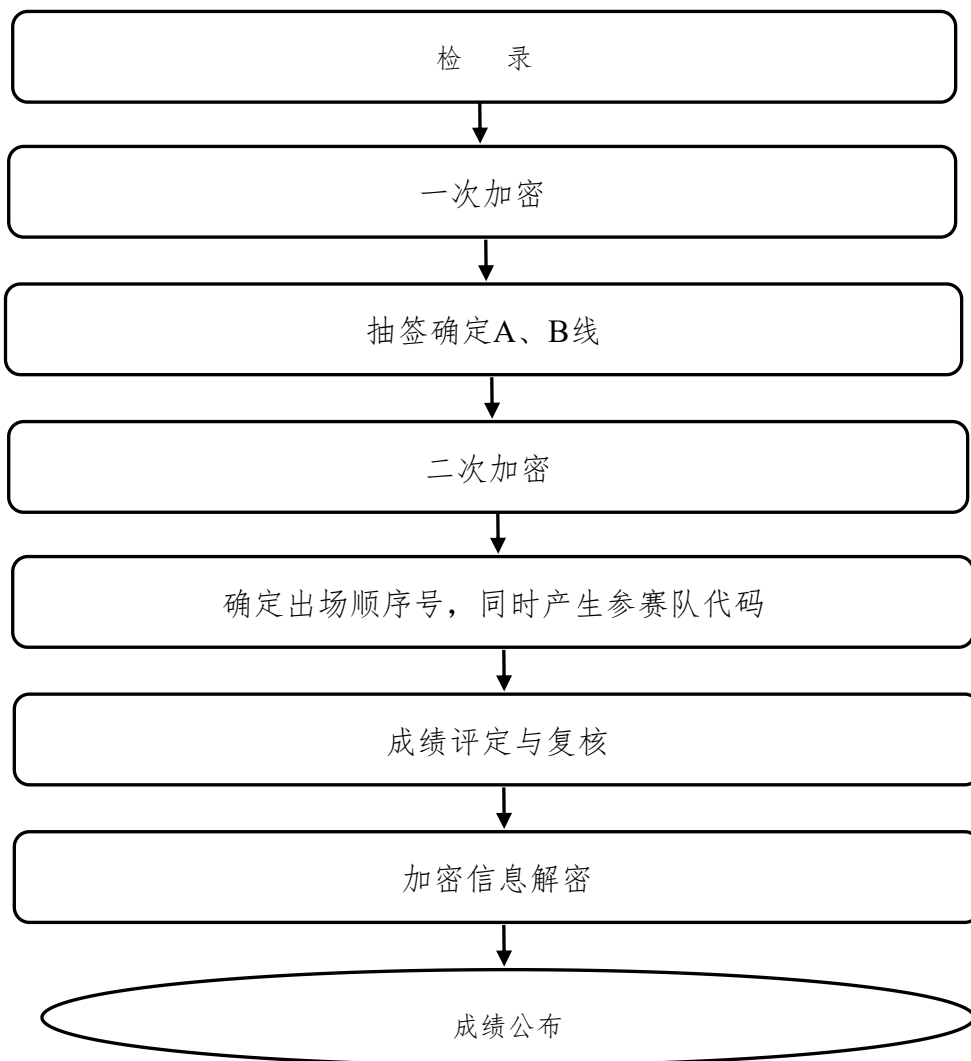 检 录
一次加密
抽签确定A、B线
二次加密
确定出场顺序号，同时产生参赛队代码
成绩评定与复核
加密信息解密
成绩公布